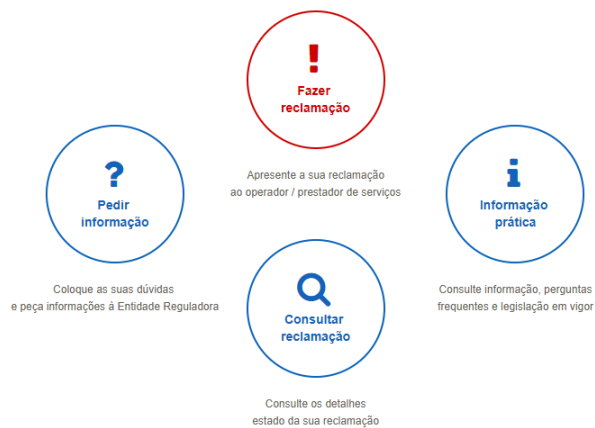 Fazer
reclamação
Apresente a sua reclamação
ao operador / prestador de serviços
Pedir
informação
Coloque as suas dúvidas
e peça informações á Entidade Reguladora
Informação
prática
Consulte informação, perguntas
frequentes e legislação em vigor
Consultar
reclamação
Consulte os detalhes
estado da sua reclamação